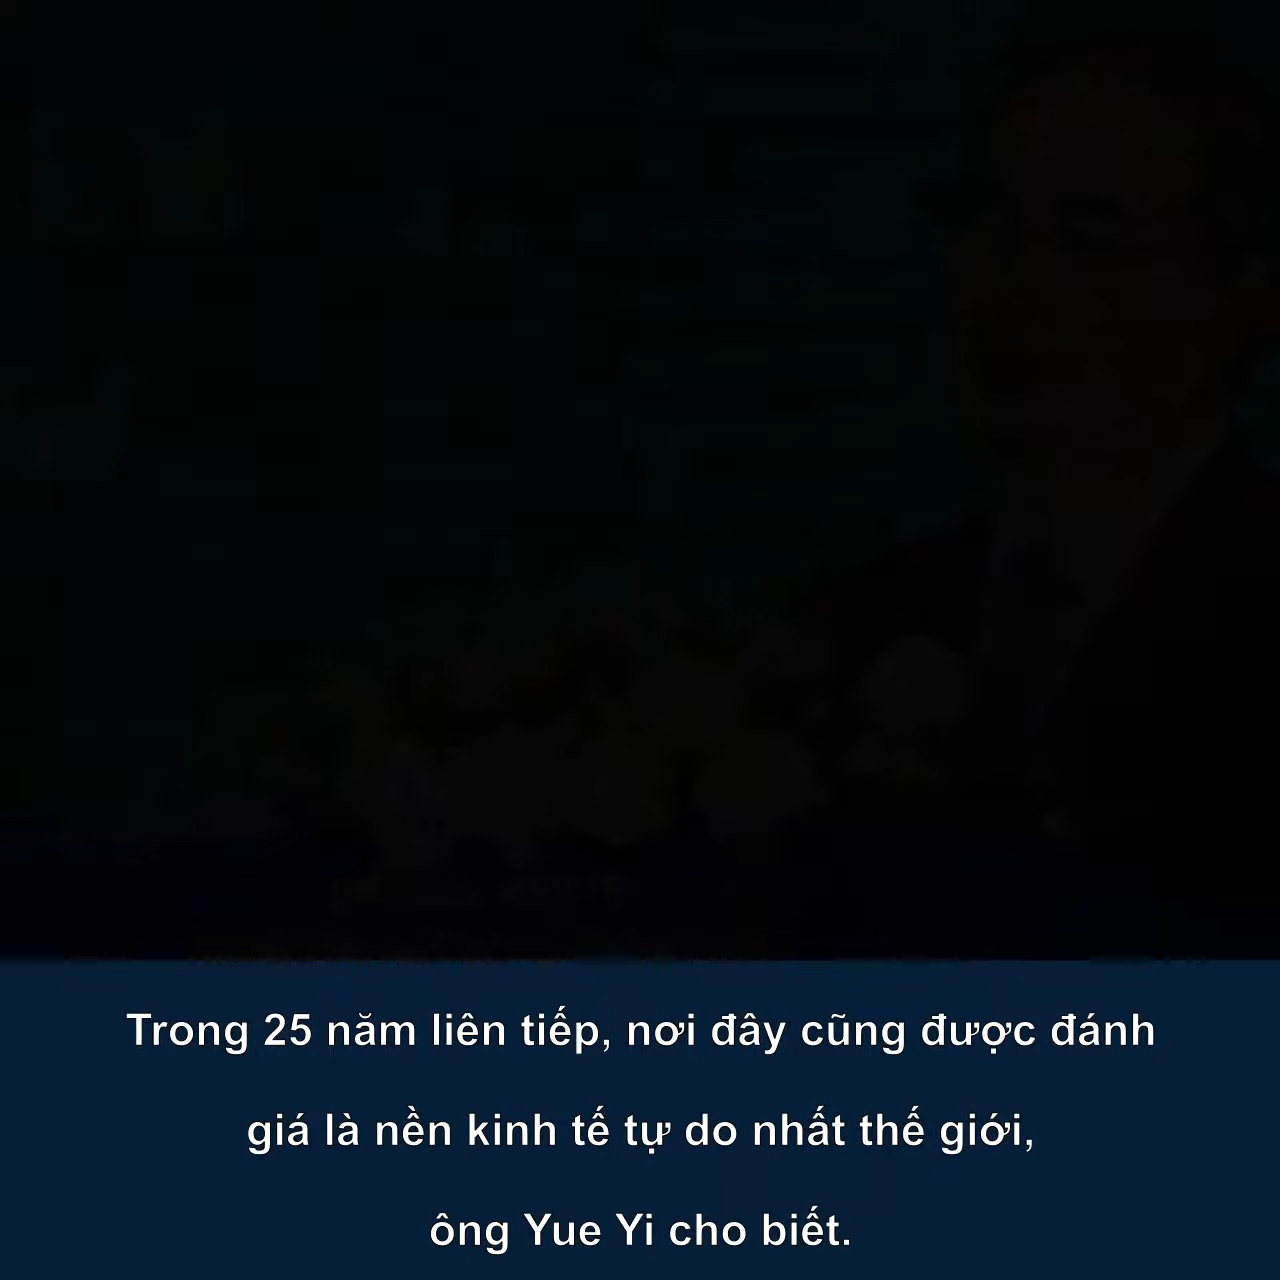 Trong 25 năm liên tiếp, nơi đây cũng được đánh
giá là nền kinh tế tự do nhất thế giới,
ông Yue Yi cho biết.